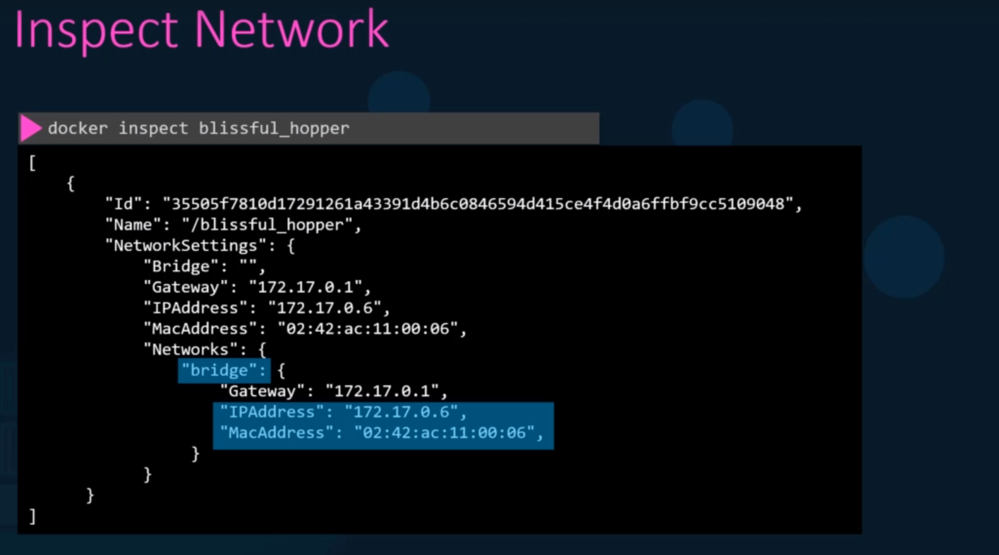 Inspect Network
docker inspect blissful_hopper
[
{
"Id": "35505f7810d17291261a43391d4b6c0846594d415ce4f4d0a6ffbf9cc5109048",
"Name": "/blissful_hopper",
"NetworkSettings": {
"Bridge": "",
"Gateway": "172.17.0.1",
"IPAddress": "172.17.0.6",
"MacAddress": "02:42:ac:11:00:06",
"Networks": {
"bridge": {
"Gateway": "172.17.0.1",
"IPAddress": "172.17.0.6",
"MacAddress": "02:42:ac:11:00:06",
}
}
}
]